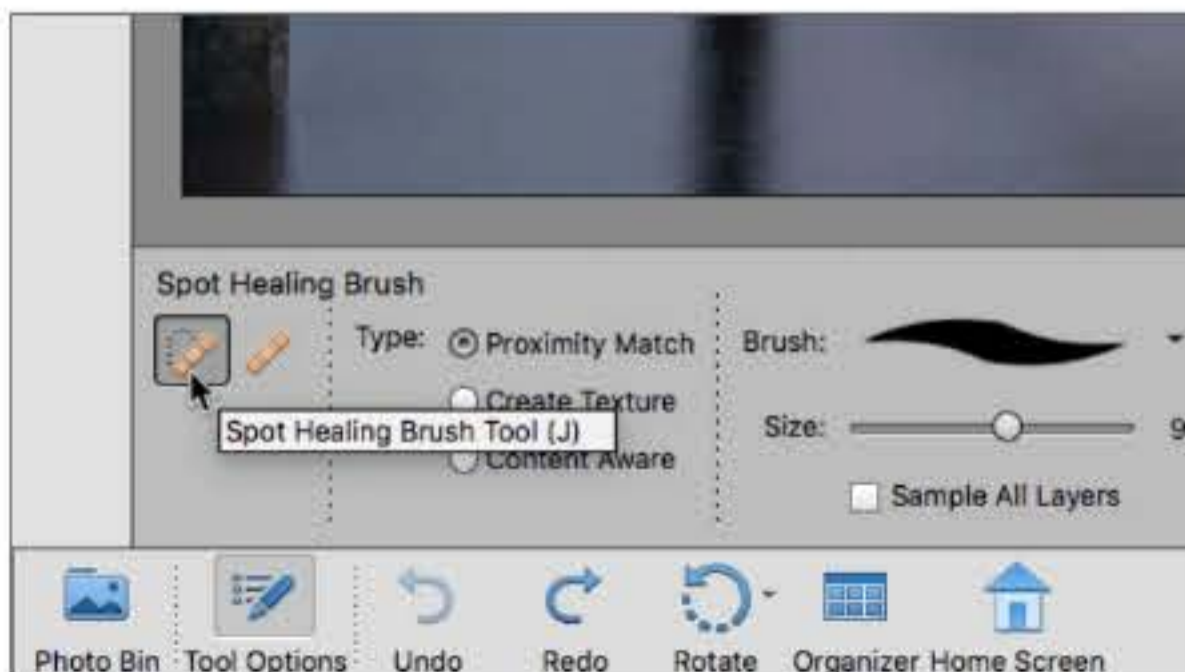 Spot Healing Brush
Type:
Proximity Match
Create Texture
Content Aware
Spot Healing Brush Tool (J)
Brush:
Size:
9
Sample All Layers
Photo Bin
Tool Options
Undo
Redo
Rotate
Organizer
Home Screen